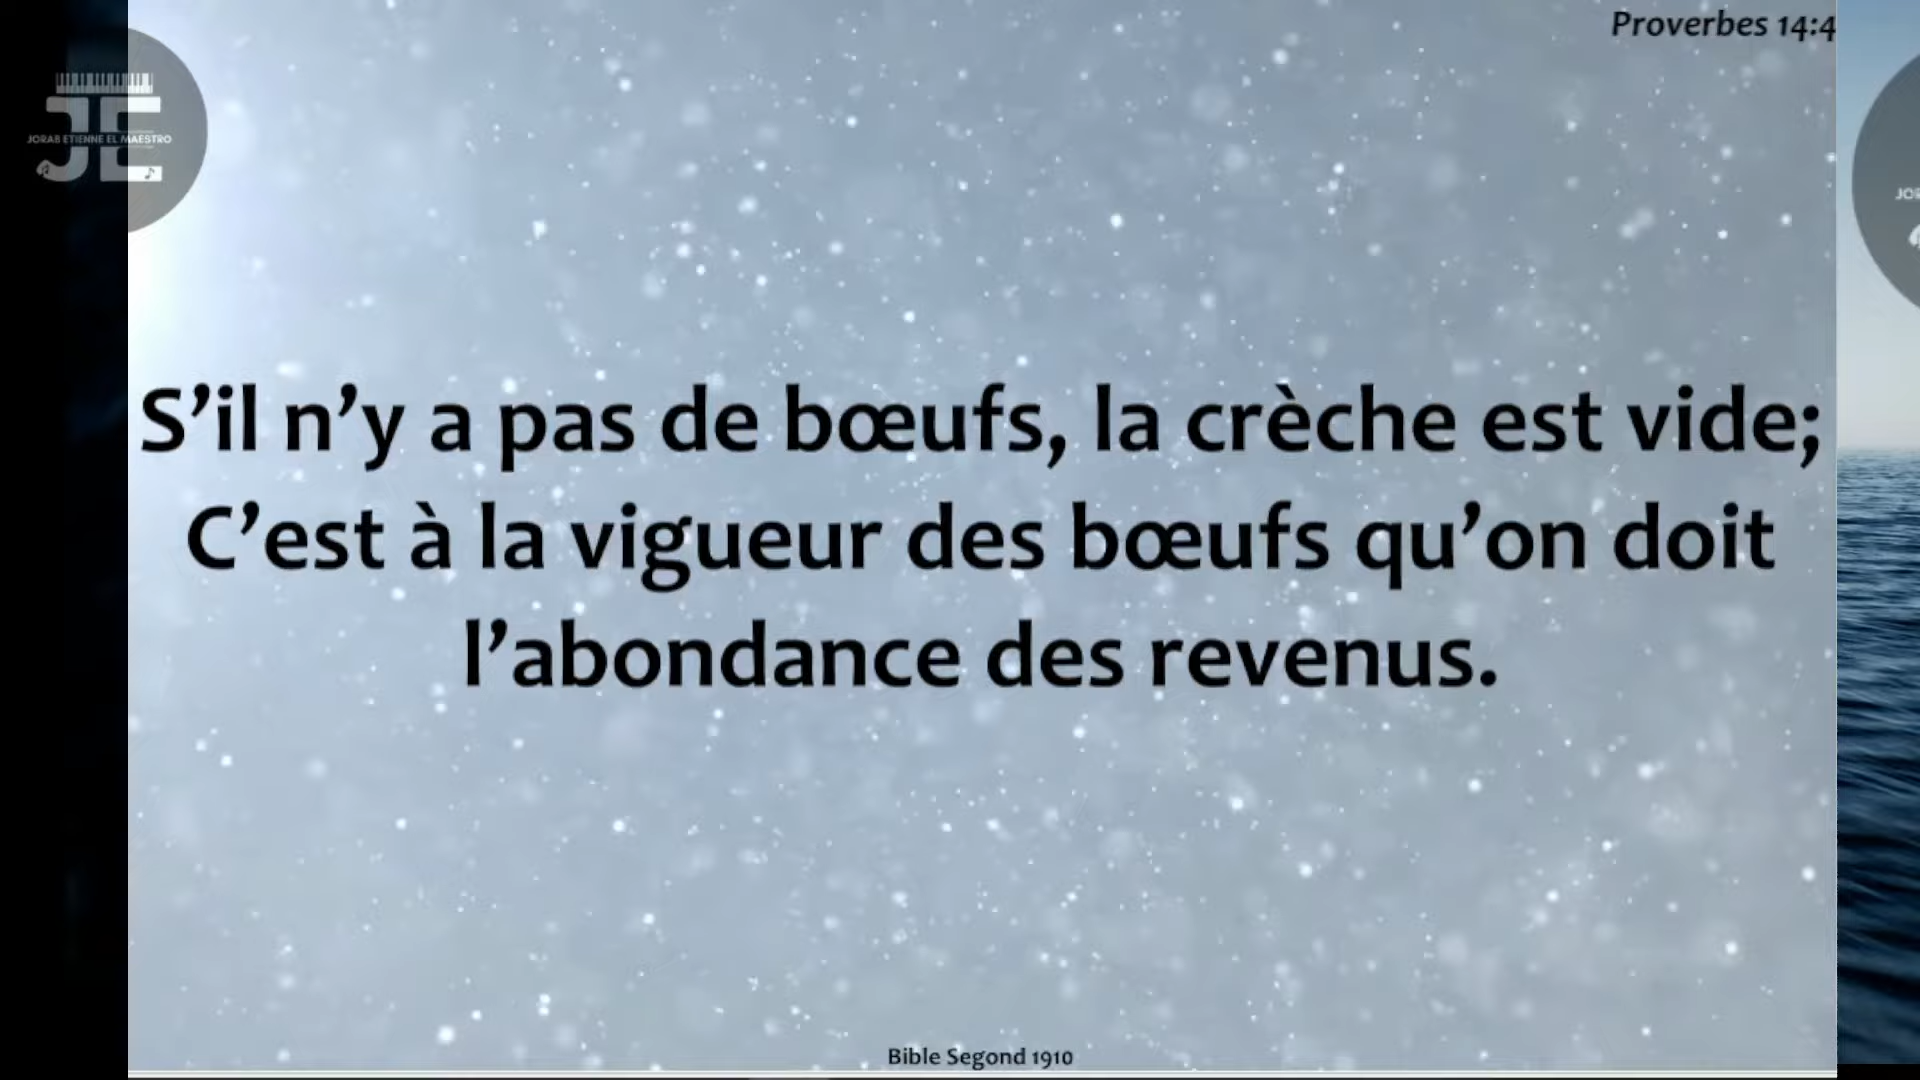 Proverbes 14:4
JORAB ETIENNE EL MAESTRO
JE
S’il n’y a pas de bœufs, la crèche est vide;
C’est à la vigueur des bœufs qu’on doit
l’abondance des revenus.
Bible Segond 1910